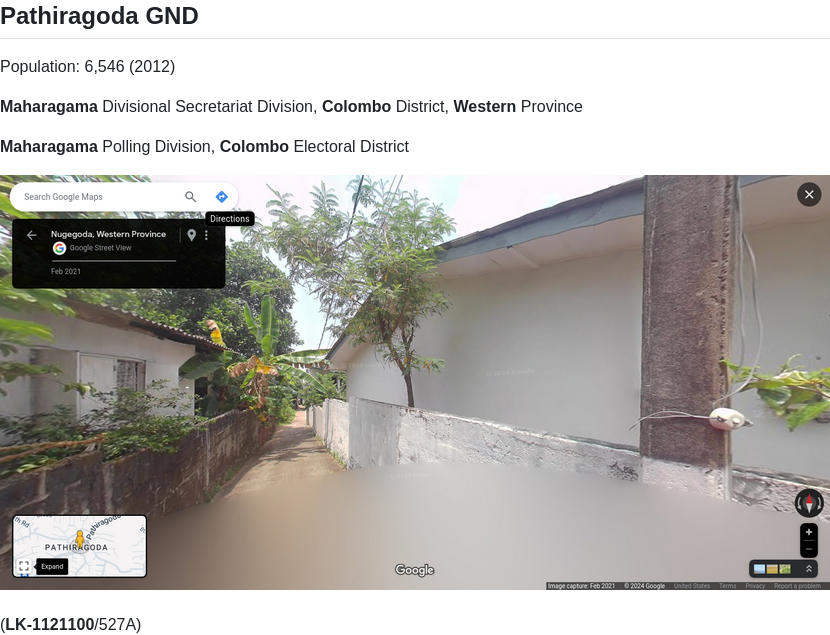 Pathiragoda GND
Population: 6,546 (2012)
Maharagama Divisional Secretariat Division, Colombo District, Western Province
Maharagama Polling Division, Colombo Electoral District
Search Google Maps
Directions
Nugegoda, Western Province
Google Street View
Feb 2021
Pathiragoda
PATHIRAGODA
Expand
Google
Image capture: Feb 2021 © 2024 Google United States Terms Privacy Report a problem
(LK-1121100/527A)